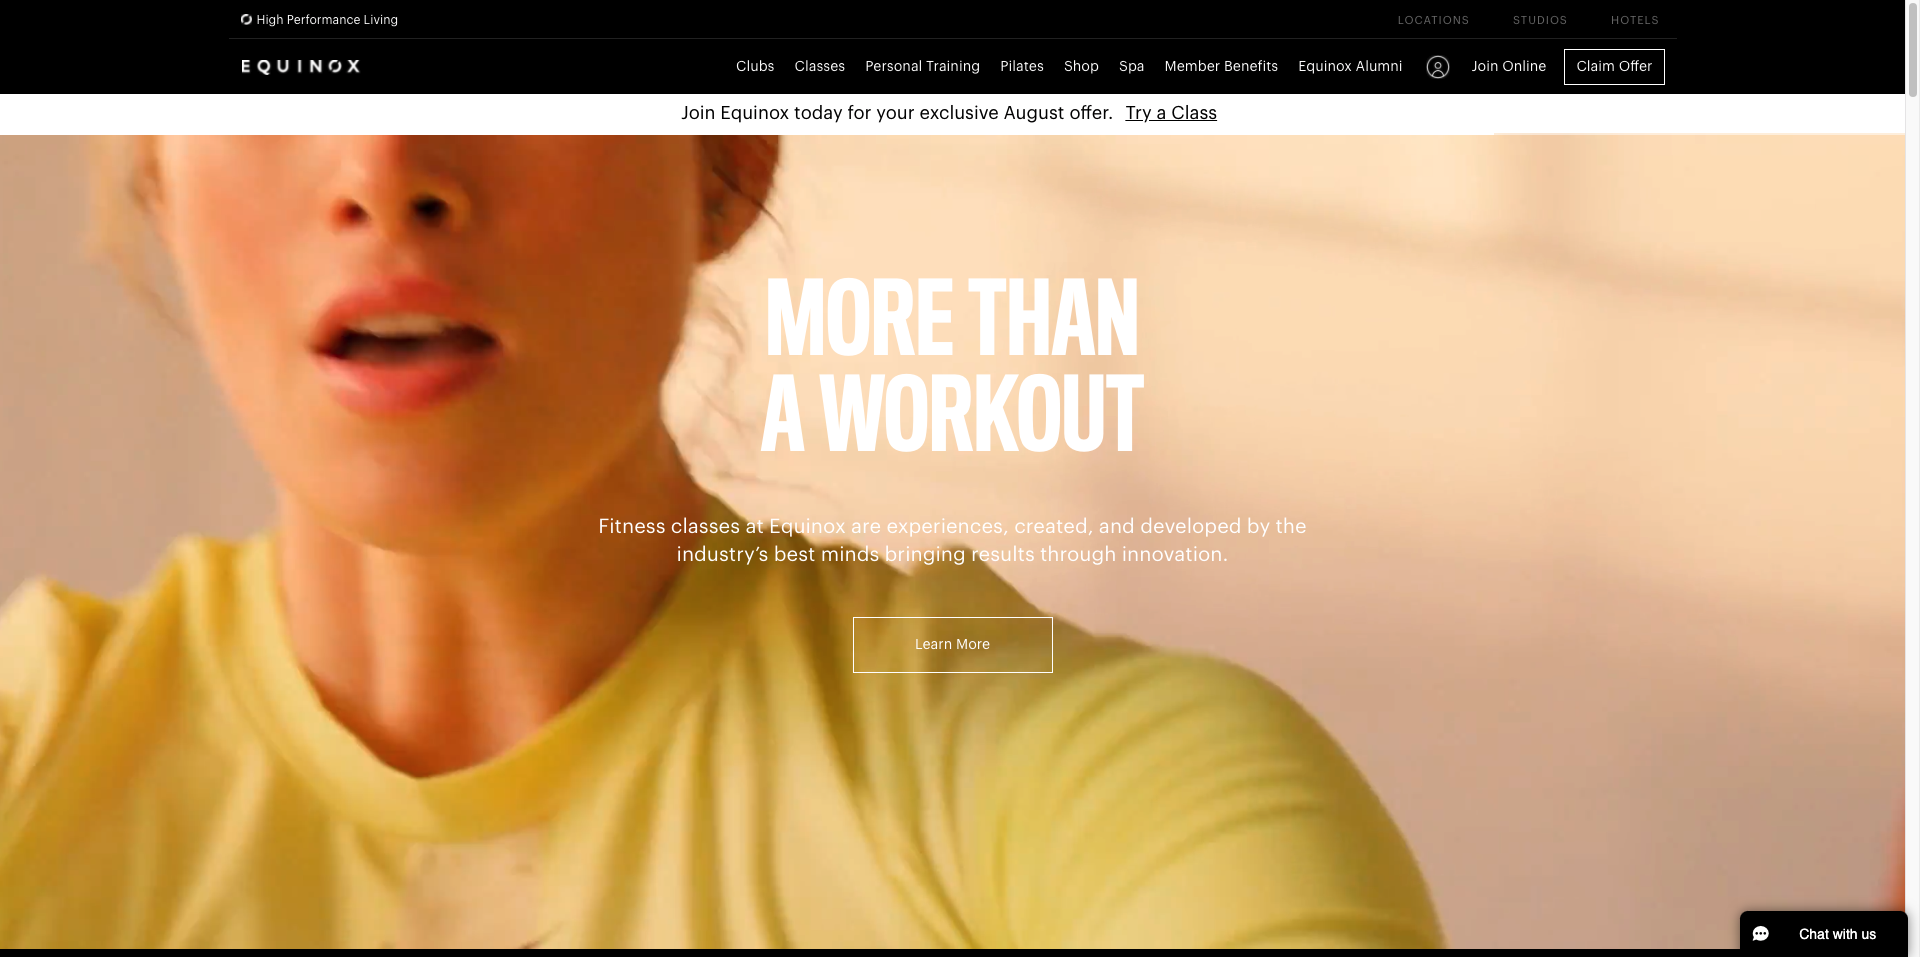 High Performance Living
LOCATIONS STUDIOS HOTELS
EQUINOX
Clubs Classes Personal Training Pilates Shop Spa Member Benefits Equinox Alumni Join Online Claim Offer
Join Equinox today for your exclusive August offer. Try a Class
MORE THAN
A WORKOUT
Fitness classes at Equinox are experiences, created, and developed by the
industry’s best minds bringing results through innovation.
Learn More
Chat with us